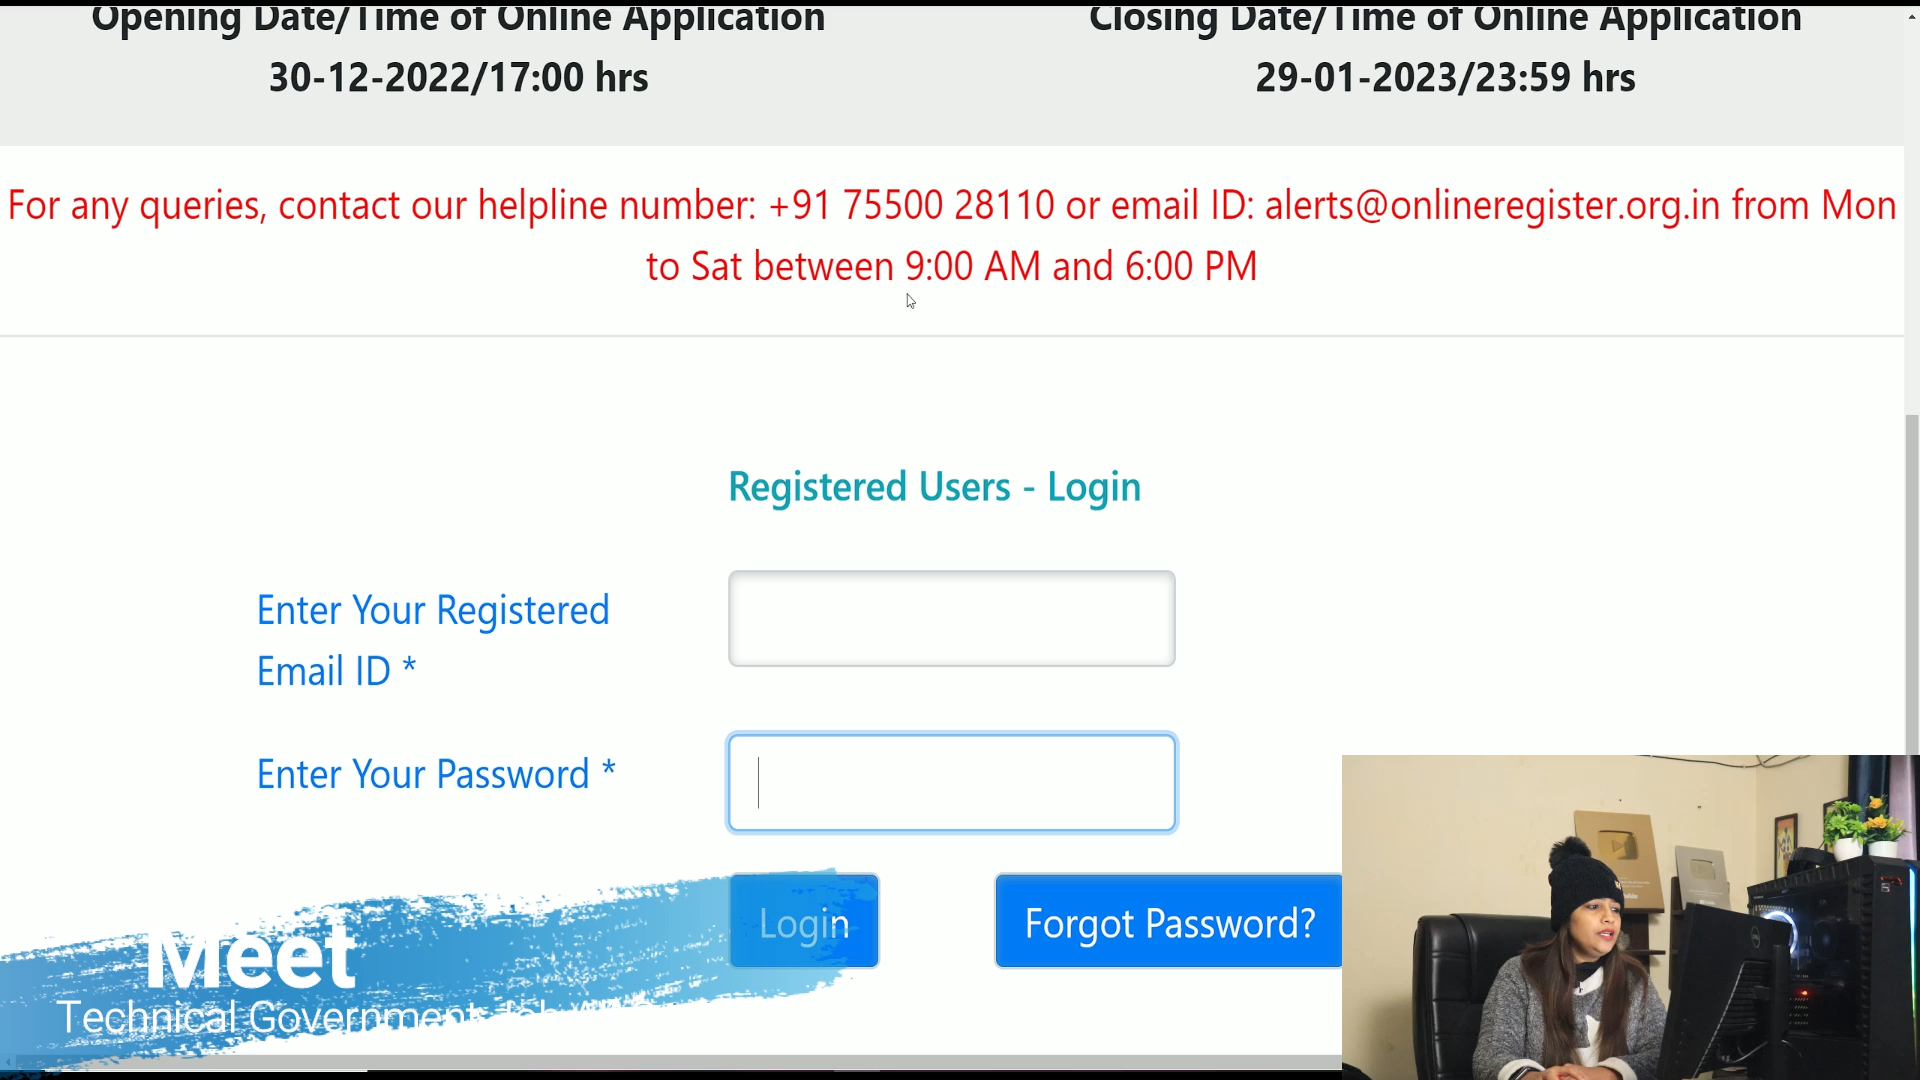 Opening Date/Time of Online Application
30-12-2022/17:00 hrs
Closing Date/Time of Online Application
29-01-2023/23:59 hrs
For any queries, contact our helpline number: +91 75500 28110 or email ID: alerts@onlineregister.org.in from Mon
to Sat between 9:00 AM and 6:00 PM
Registered Users - Login
Enter Your Registered
Email ID *
Enter Your Password *
Login
Forgot Password?
Meet
Technical Government Job